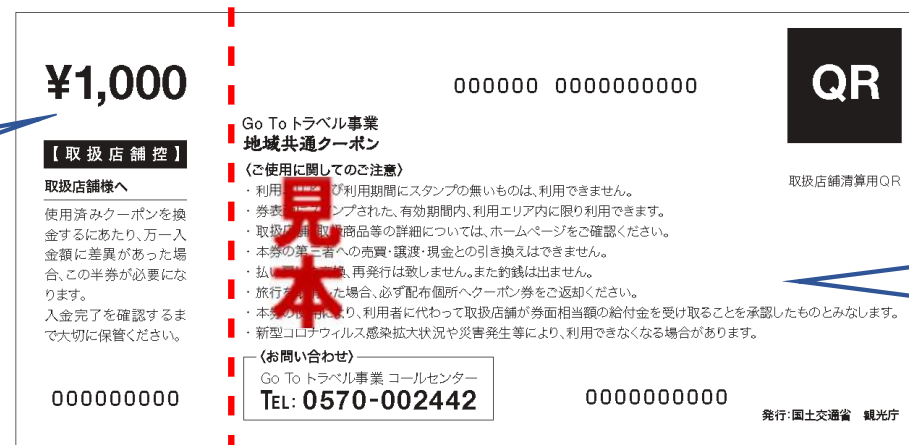 ¥1,000
【取扱店舗控】
取扱店舗様へ
使用済みクーポンを換
金するにあたり、万一入
金額に差異があった場
合、この半券が必要にな
ります。
入金完了を確認するま
で大切に保管ください。
000000000
000000 0000000000
QR
取扱店舗清算用QR
Go To トラベル事業
地域共通クーポン
〈ご使用に関してのご注意〉
・利用 び利用期間にスタンプの無いものは、利用できません。
・券表 プされた、有効期間内、利用エリア内に限り利用できます。
・取扱 商品等の詳細については、ホームページをご確認ください。
・本券の第三者への売買・譲渡・現金との引き換えはできません。
・払い 、再発行は致しません。また釣銭は出ません。
・旅行 た場合、必ず配布個所へクーポン券をご返却ください。
・本券 より、利用者に代わって取扱店舗が券面相当額の給付金を受け取ることを承認したものとみなします。
・新型コロナウィルス感染拡大状況や災害発生等により、利用できなくなる場合があります。
見本
〈お問い合わせ〉
Go To トラベル事業 コールセンター
TEL: 0570-002442
0000000000
発行:国土交通省 観光庁